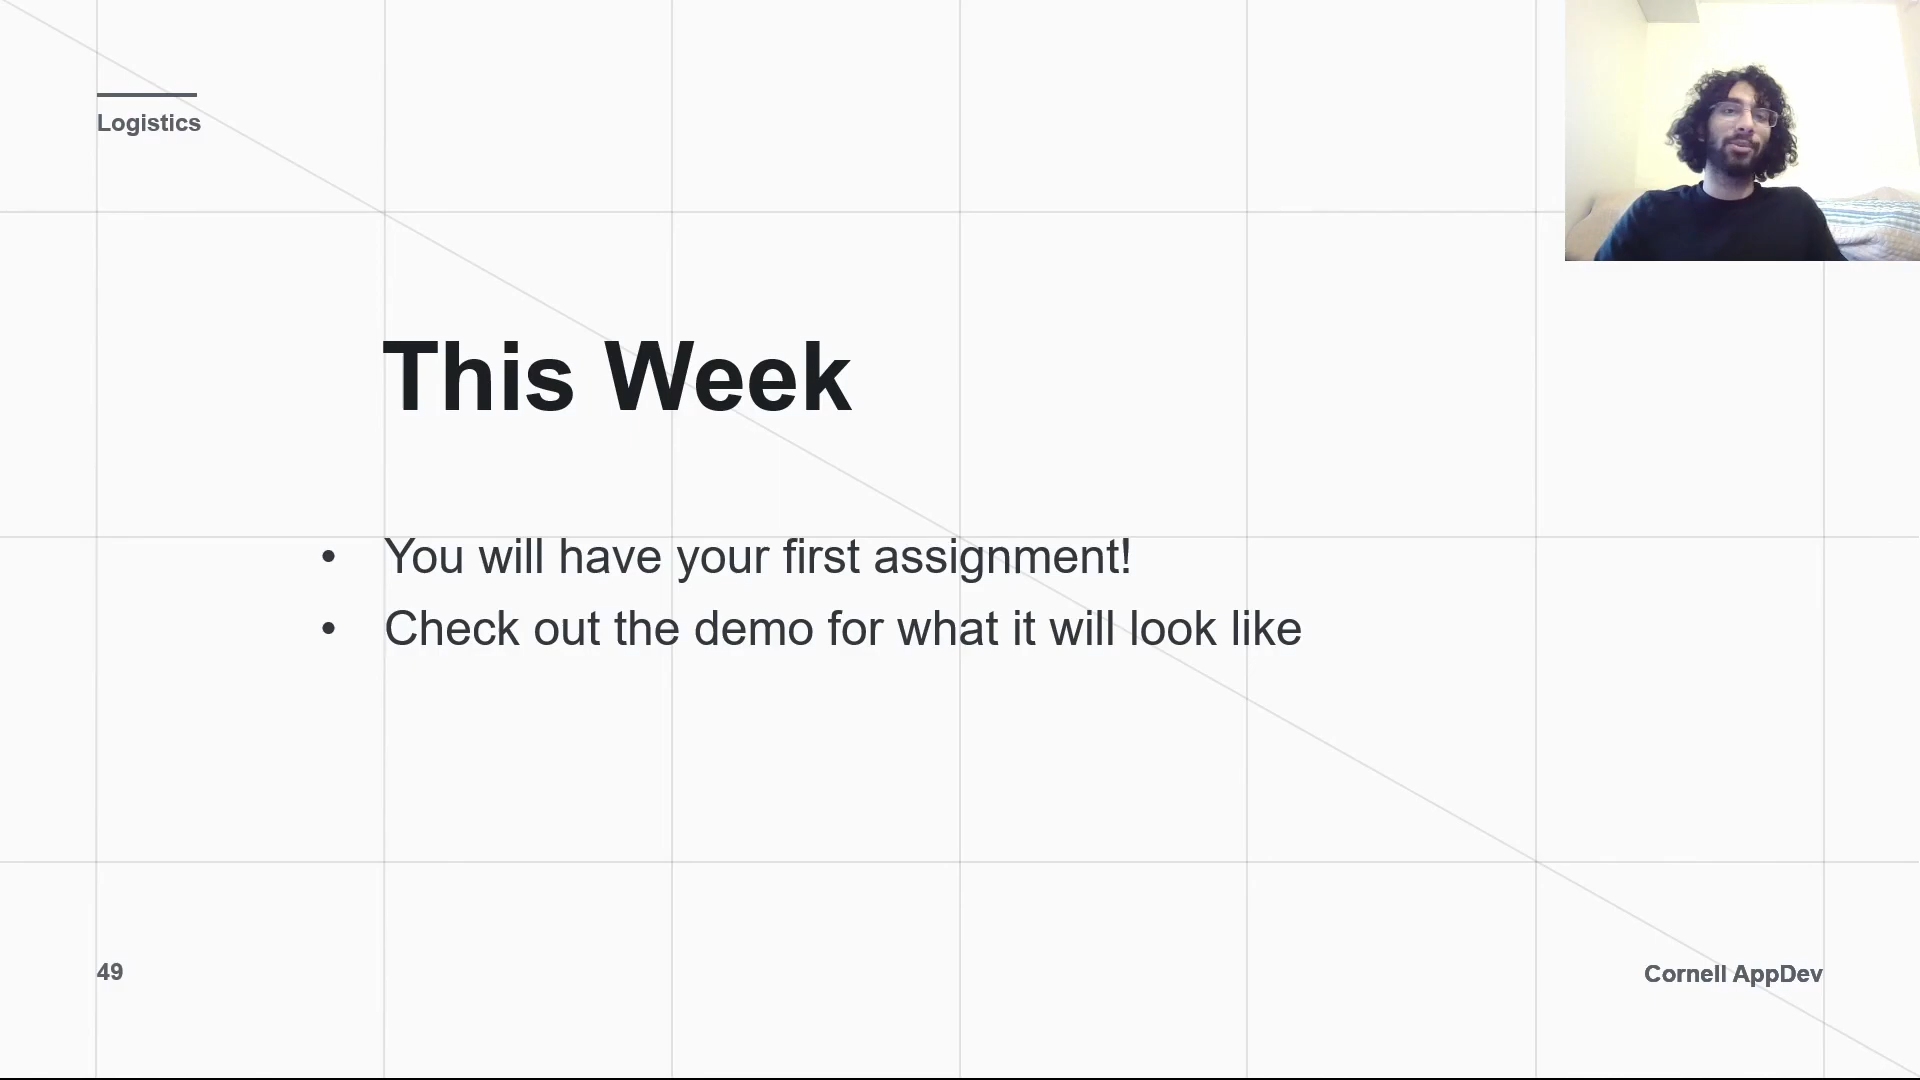 Logistics
This Week
• You will have your first assignment!
• Check out the demo for what it will look like
49
Cornell AppDev